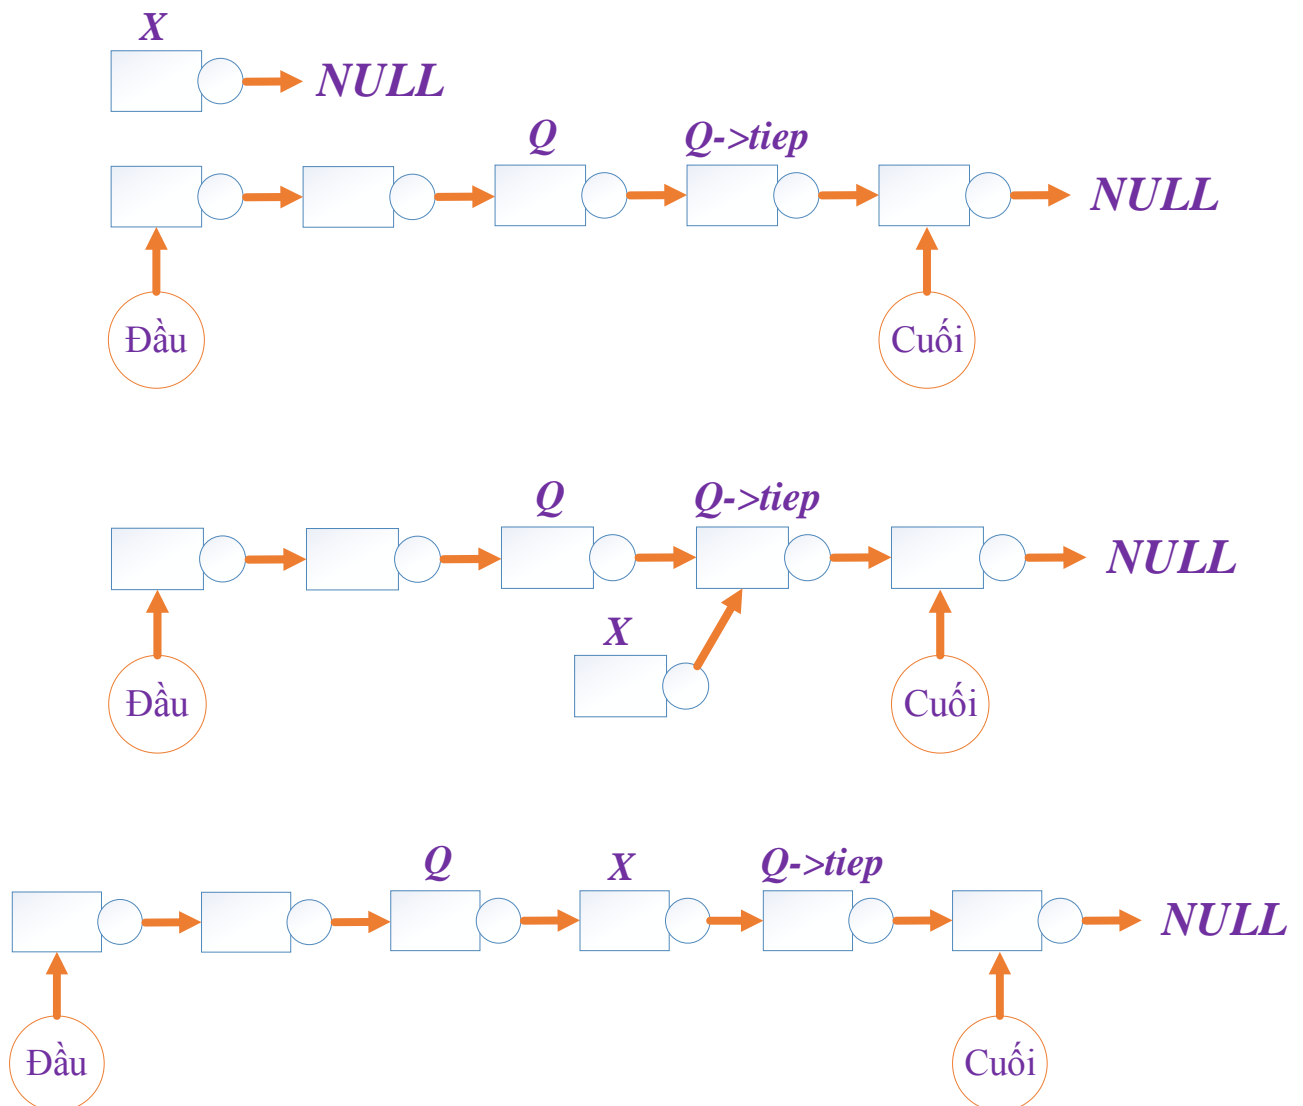 X
NULL
Q Q->tiep
NULL
Đầu Cuối
Q Q->tiep
NULL
X
Đầu Cuối
Q X Q->tiep
NULL
Đầu Cuối